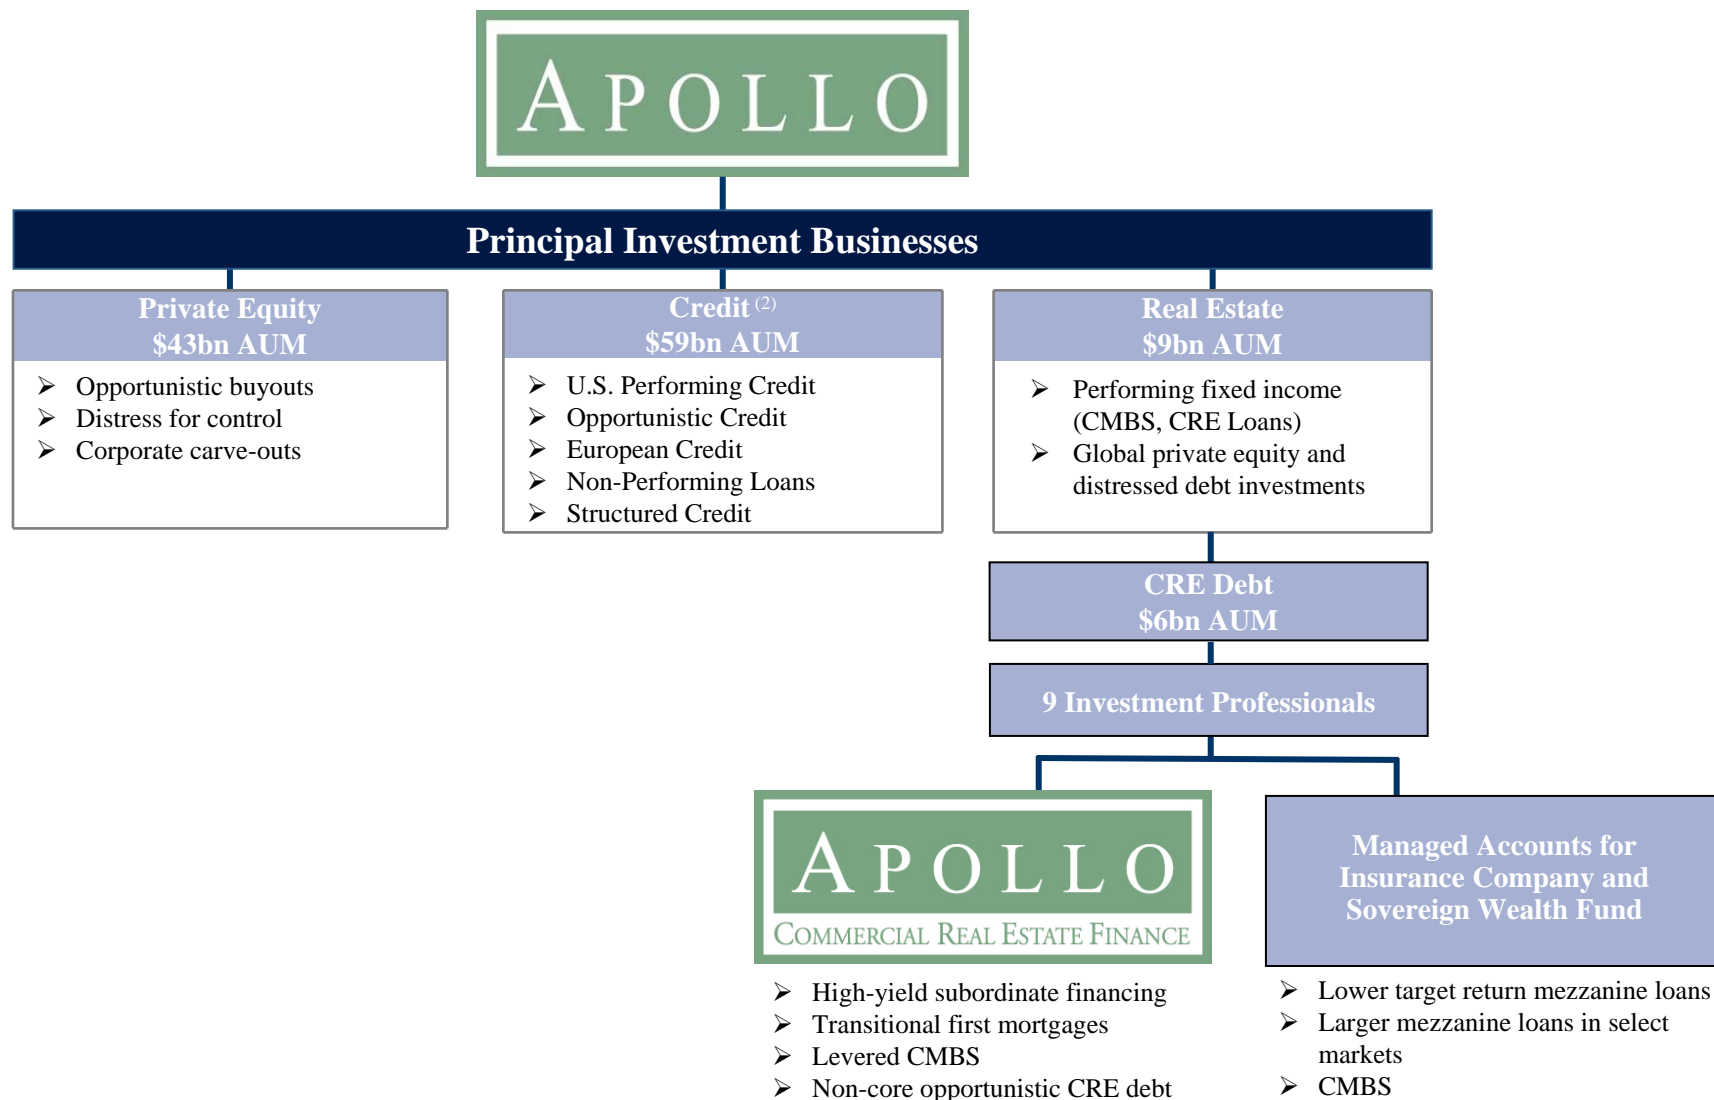 APOLLO
Principal Investment Businesses
Private Equity
$43bn AUM
➢ Opportunistic buyouts
➢ Distress for control
➢ Corporate carve-outs
Credit (2)
$59bn AUM
➢ U.S. Performing Credit
➢ Opportunistic Credit
➢ European Credit
➢ Non-Performing Loans
➢ Structured Credit
Real Estate
$9bn AUM
➢ Performing fixed income
(CMBS, CRE Loans)
➢ Global private equity and
distressed debt investments
CRE Debt
$6bn AUM
9 Investment Professionals
APOLLO
COMMERCIAL REAL ESTATE FINANCE
➢ High-yield subordinate financing
➢ Transitional first mortgages
➢ Levered CMBS
➢ Non-core opportunistic CRE debt
Managed Accounts for
Insurance Company and
Sovereign Wealth Fund
➢ Lower target return mezzanine loans
➢ Larger mezzanine loans in select
markets
➢ CMBS